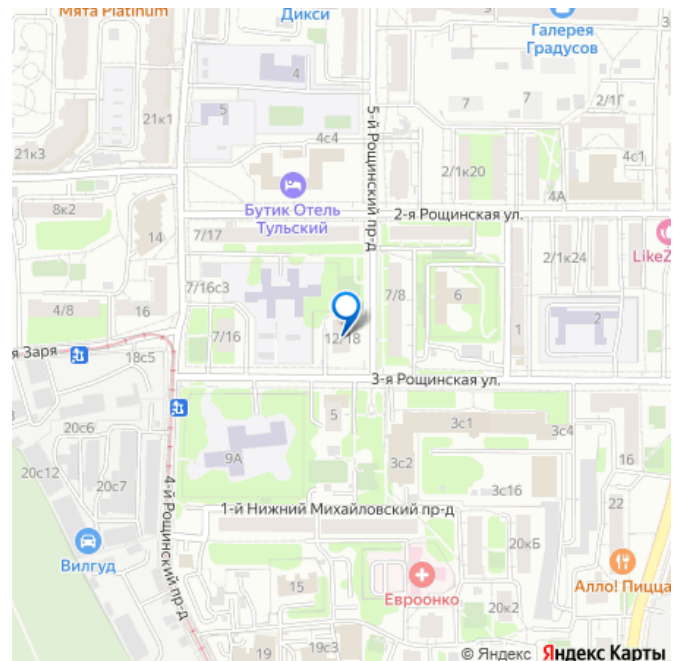 Мята Platinum
Дикси
Галерея
Градусов
4
5
21к1
21к3
4с4
7
7
2/1Г
5-й Рощинский пр-д
Бутик Отель
Тульский
2/1к20
4с1
4А
8к2
14
7/17
2-я Рощинская ул.
2/1к24
LikeZ
7/16с3
4/8
16
7/16
12/18
7/8
6
1
2
я Заря
18с5
3-я Рощинская ул.
20с6
20с12
20с7
4-й Рощинский пр-д
9А
5
3с1
3с4
3с2
3с16
16
1-й Нижний Михайловский пр-д
22
20кБ
Вилгуд
15
Евроонко
Алло! Пицца
20к2
19
19с3
© Яндекс Яндекс Карты